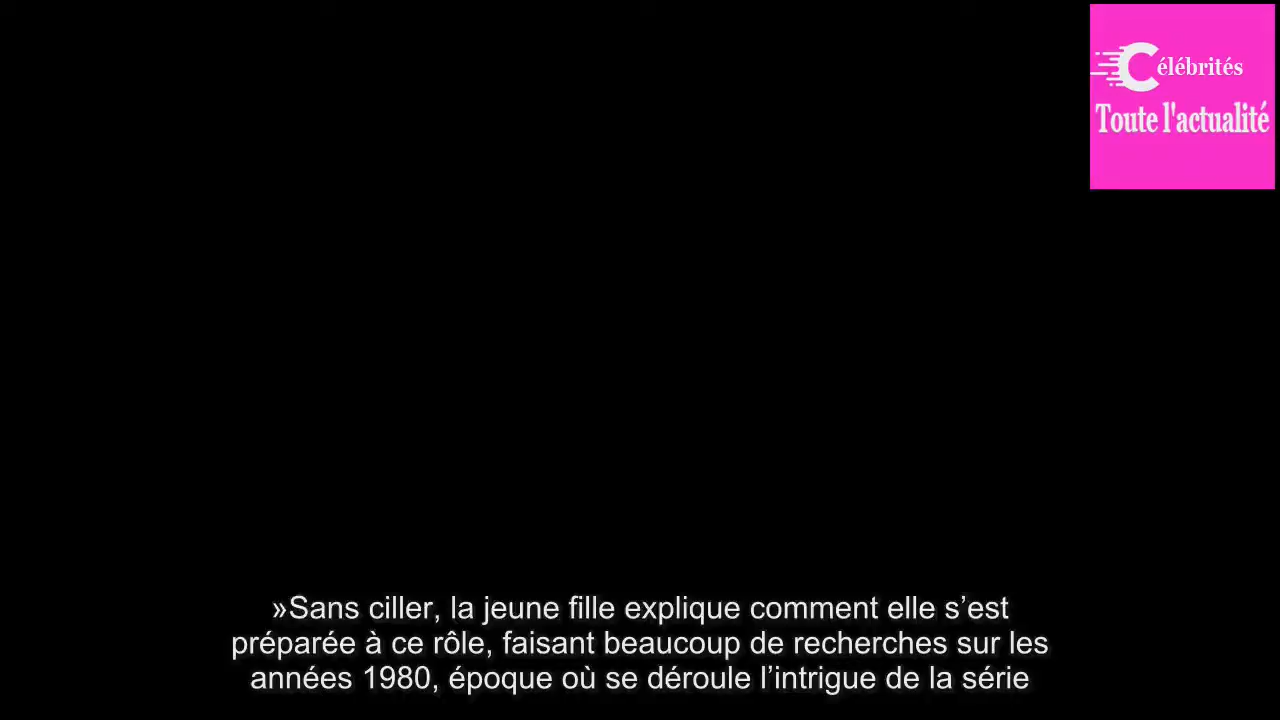 Célébrités
Toute l'actualité
»Sans ciller, la jeune fille explique comment elle s’est
préparée à ce rôle, faisant beaucoup de recherches sur les
années 1980, époque où se déroule l’intrigue de la série